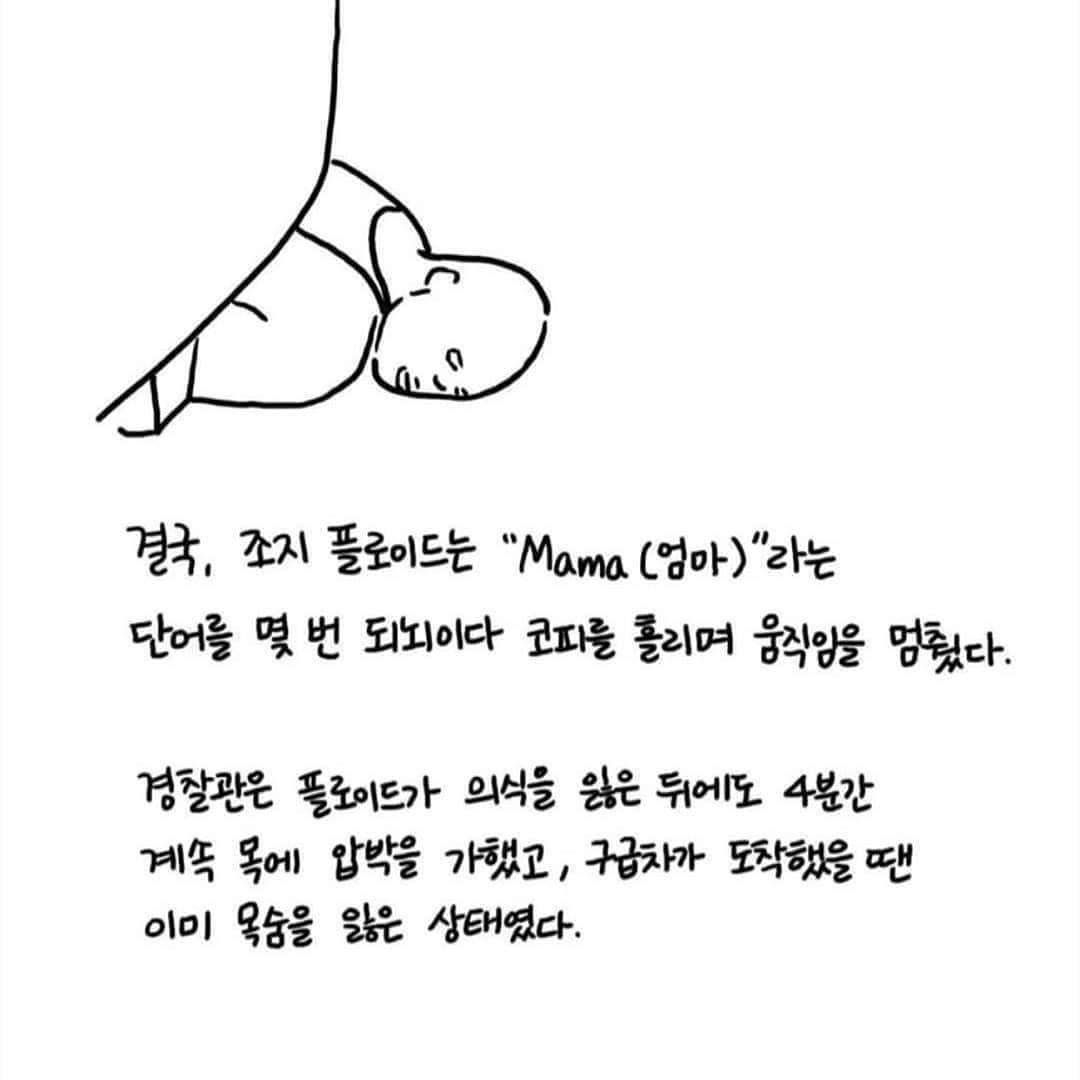 결국, 조지 플로이드는 “Mama (엄마)”라는
단어를 몇 번 되뇌이다 코피를 흘리며 움직임을 멈췄다.
경찰관은 플로이드가 의식을 잃은 뒤에도 4분간
계속 목에 압박을 가했고, 구급차가 도착했을 땐
이미 목숨을 잃은 상태였다.